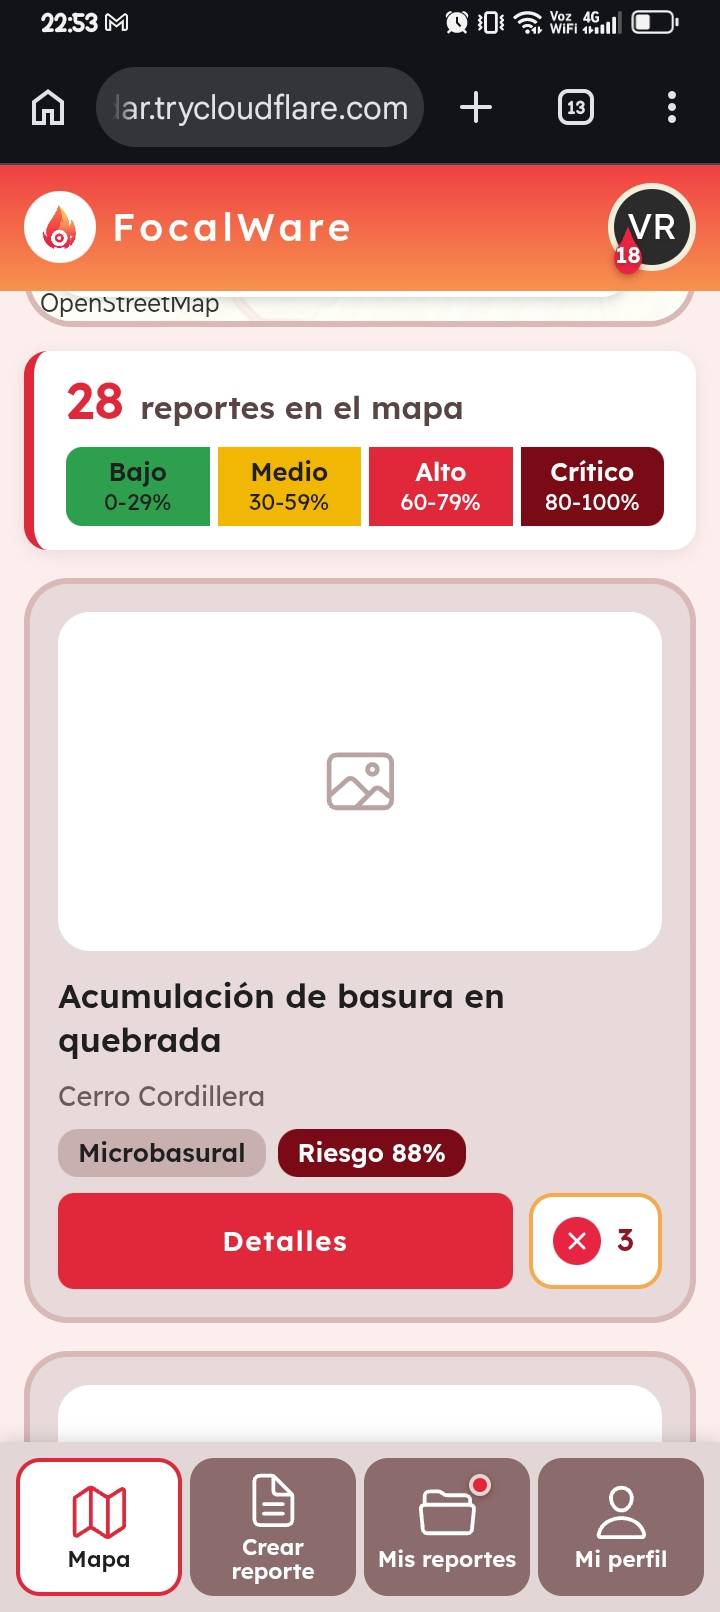 22:53
Voz WiFi 4G
ar.trycloudflare.com
13
FocalWare
VR
18
OpenStreetMap
28 reportes en el mapa
Bajo
0-29%
Medio
30-59%
Alto
60-79%
Crítico
80-100%
Acumulación de basura en
quebrada
Cerro Cordillera
Microbasural
Riesgo 88%
Detalles
3
Mapa
Crear
reporte
Mis reportes
Mi perfil